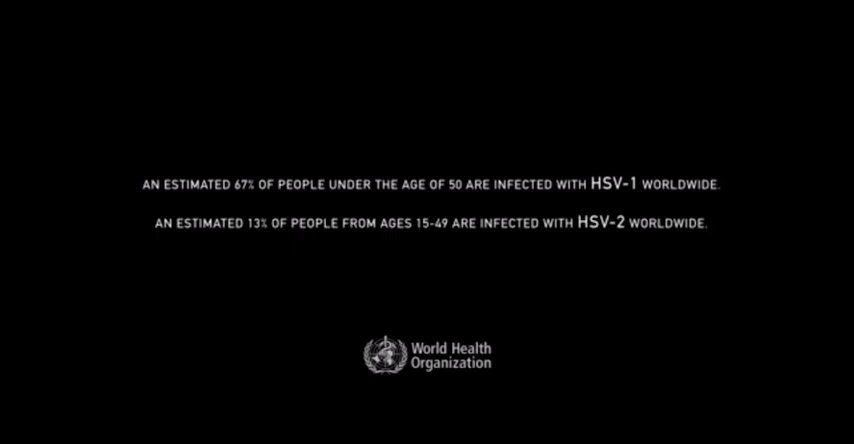 AN ESTIMATED 67% OF PEOPLE UNDER THE AGE OF 50 ARE INFECTED WITH HSV-1 WORLDWIDE.
AN ESTIMATED 13% OF PEOPLE FROM AGES 15-49 ARE INFECTED WITH HSV-2 WORLDWIDE.
World Health
Organization